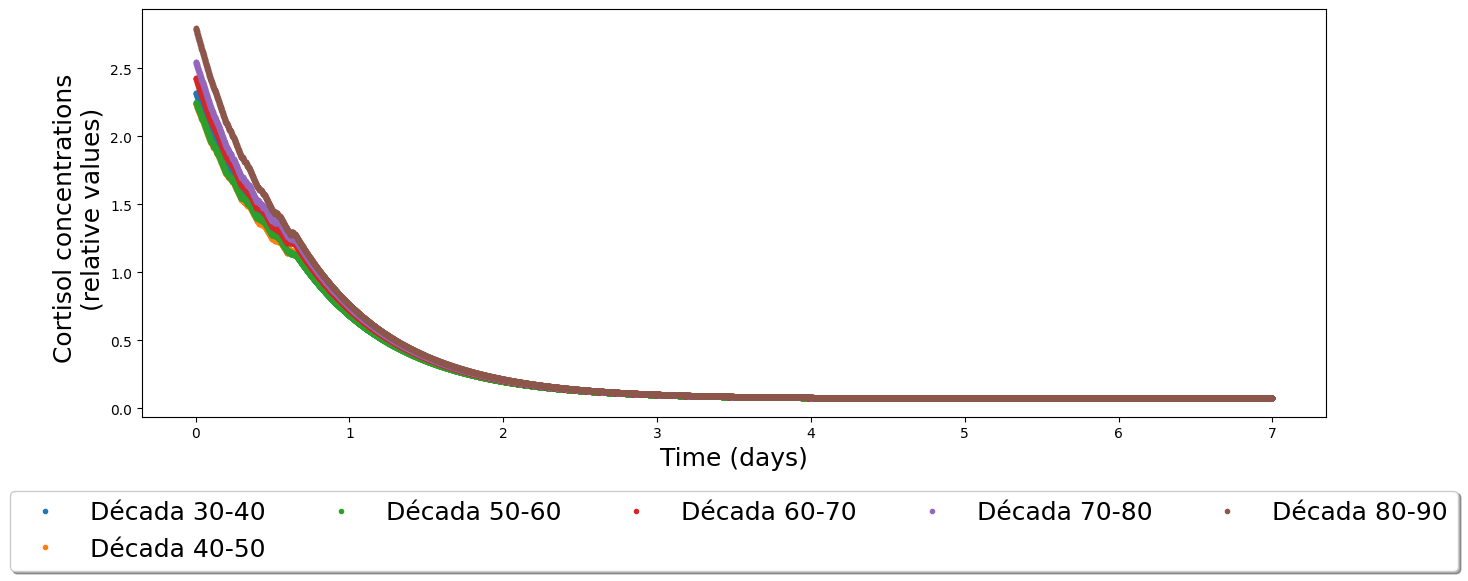 Cortisol concentrations
(relative values)
2.5
2.0
1.5
1.0
0.5
0.0
0 1 2 3 4 5 6 7
Time (days)
Década 30-40 Década 50-60 Década 60-70 Década 70-80 Década 80-90
Década 40-50